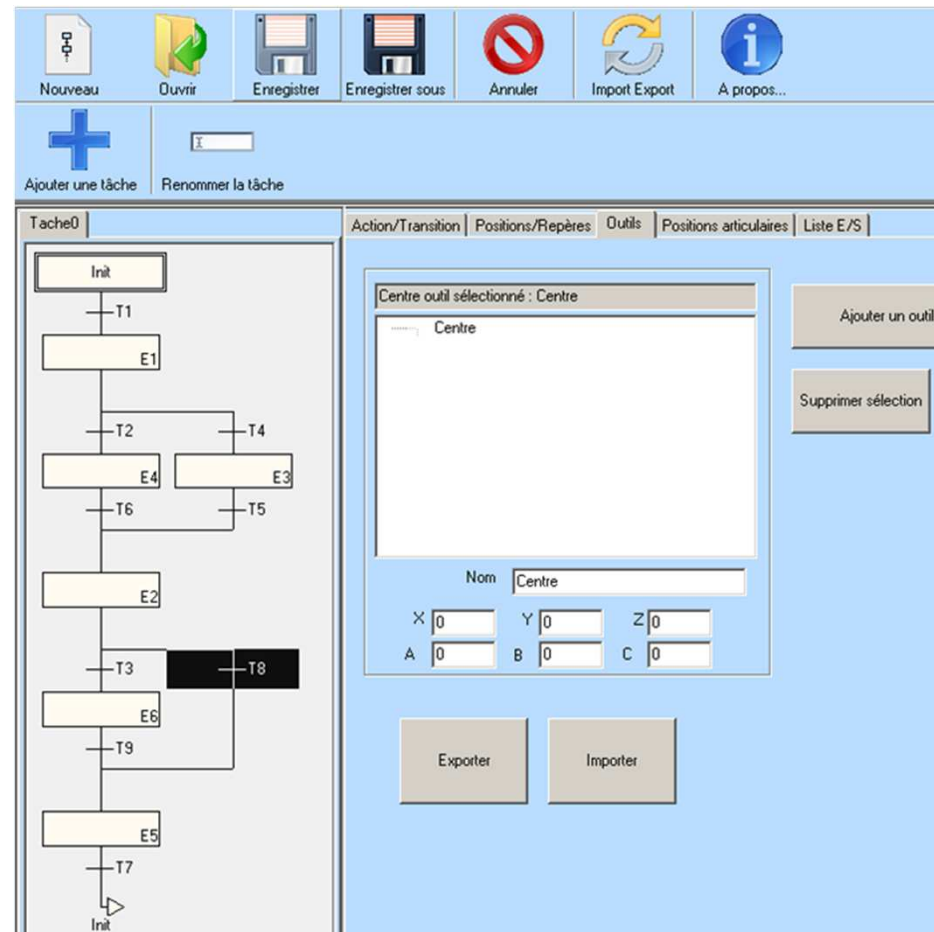 Nouveau
Ouvrir
Enregistrer
Enregistrer sous
Annuler
Import Export
A propos...
Ajouter une tâche
Renommer la tâche
Tache0
Init
T1
E1
T2
T4
E4
E3
T6
T5
E2
T3
T8
E6
T9
E5
T7
Init
Action/Transition
Positions/Repères
Outils
Positions articulaires
Liste E/S
Centre outil sélectionné : Centre
Centre
Nom Centre
X 0 Y 0 Z 0
A 0 B 0 C 0
Ajouter un outil
Supprimer sélection
Exporter
Importer